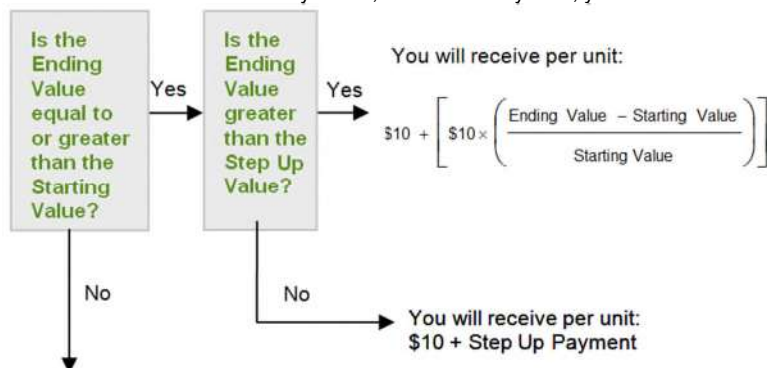 Is the
Ending
Value
equal to
or greater
than the
Starting
Value?
Yes
Is the
Ending
Value
greater
than the
Step Up
Value?
Yes
You will receive per unit:
$10 + [ $10 × ( Ending Value – Starting Value
Starting Value ) ]
No
No
You will receive per unit:
$10 + Step Up Payment